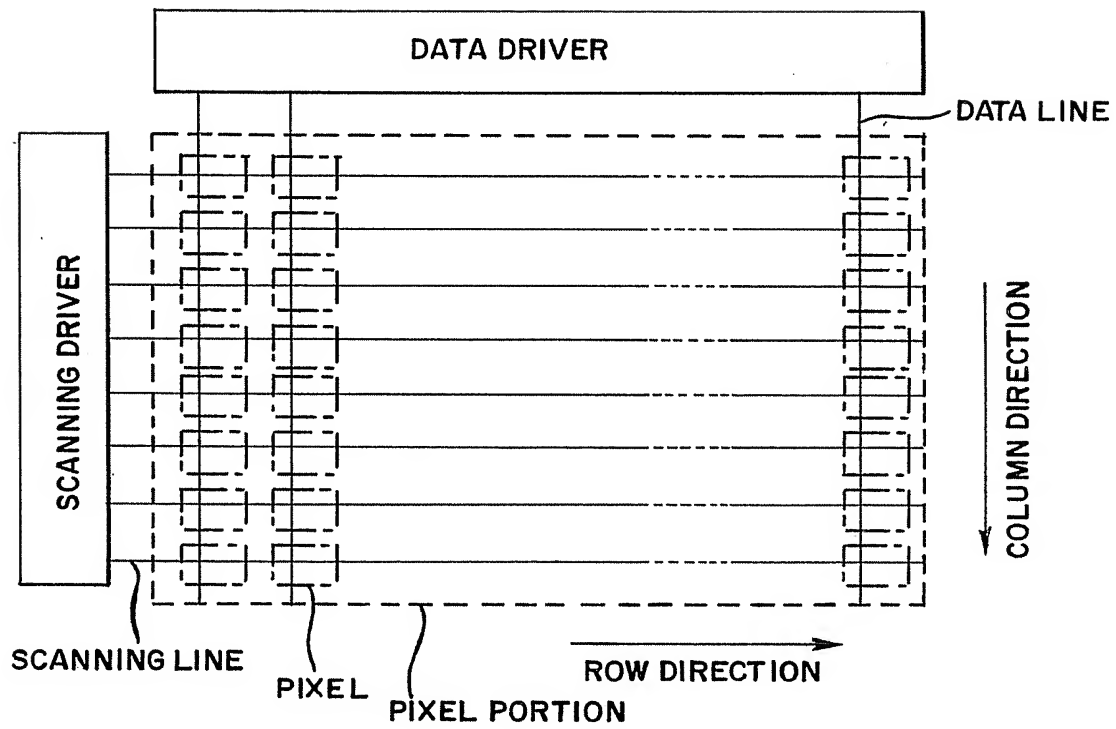 DATA DRIVER
DATA LINE
SCANNING DRIVER
COLUMN DIRECTION
SCANNING LINE
PIXEL
PIXEL PORTION
ROW DIRECTION